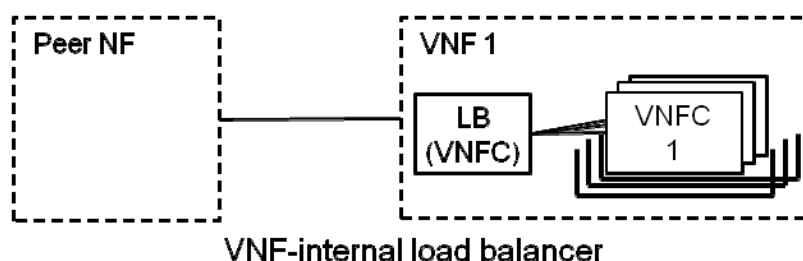 Peer NF
VNF 1
LB
(VNFC)
VNFC
1
VNF-internal load balancer